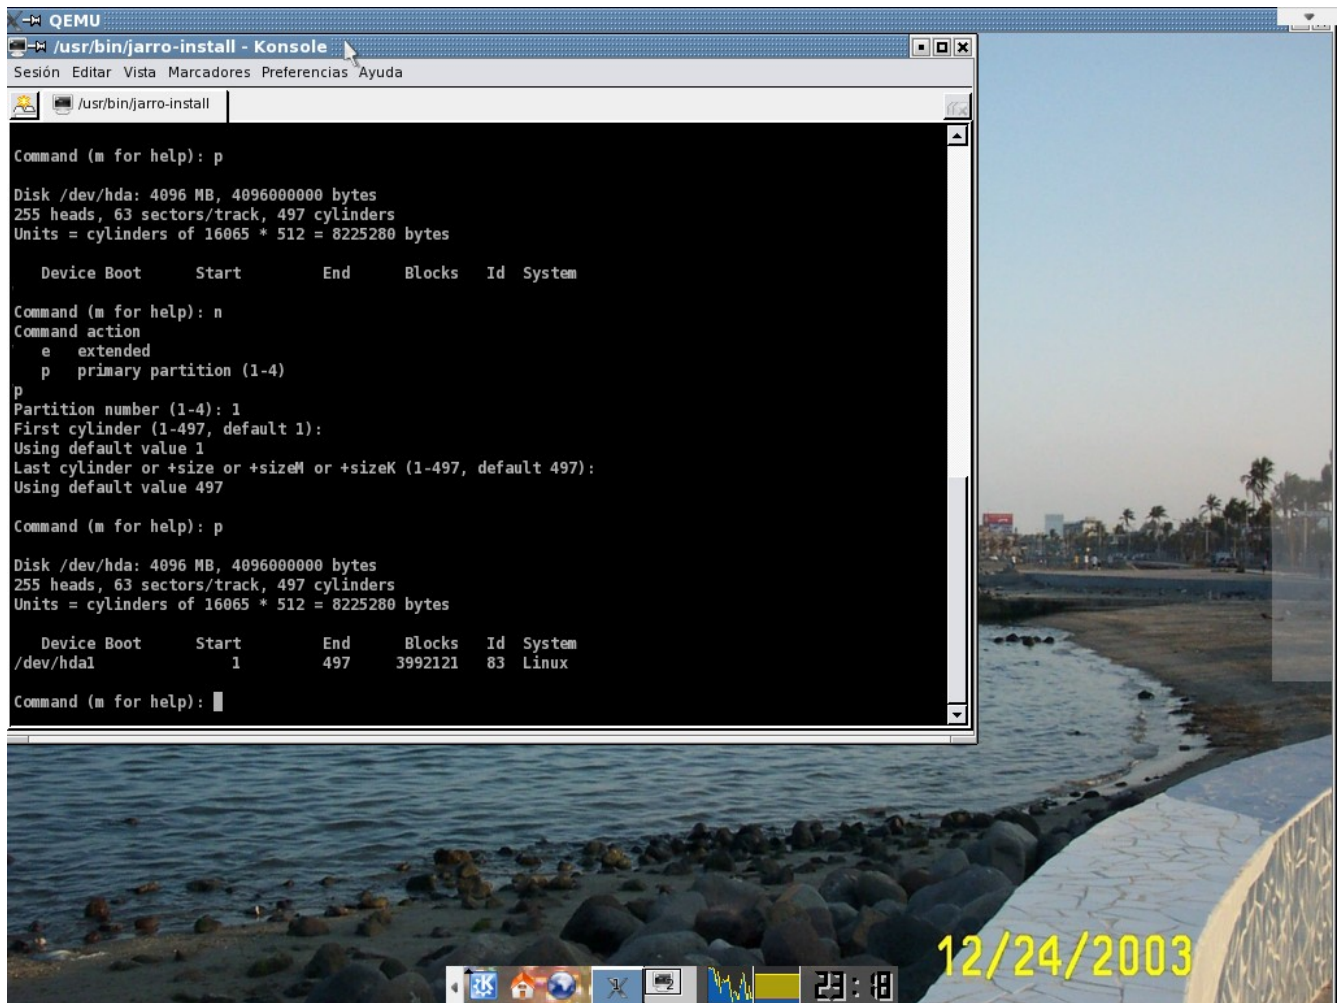 QEMU
/usr/bin/jarro-install - Konsole
Sesión Editar Vista Marcadores Preferencias Ayuda
/usr/bin/jarro-install
Command (m for help): p
Disk /dev/hda: 4096 MB, 4096000000 bytes
255 heads, 63 sectors/track, 497 cylinders
Units = cylinders of 16065 * 512 = 8225280 bytes
Device Boot Start End Blocks Id System
Command (m for help): n
Command action
e extended
p primary partition (1-4)
p
Partition number (1-4): 1
First cylinder (1-497, default 1):
Using default value 1
Last cylinder or +size or +sizeM or +sizeK (1-497, default 497):
Using default value 497
Command (m for help): p
Disk /dev/hda: 4096 MB, 4096000000 bytes
255 heads, 63 sectors/track, 497 cylinders
Units = cylinders of 16065 * 512 = 8225280 bytes
Device Boot Start End Blocks Id System
/dev/hda1 1 497 3992121 83 Linux
Command (m for help):
12/24/2003